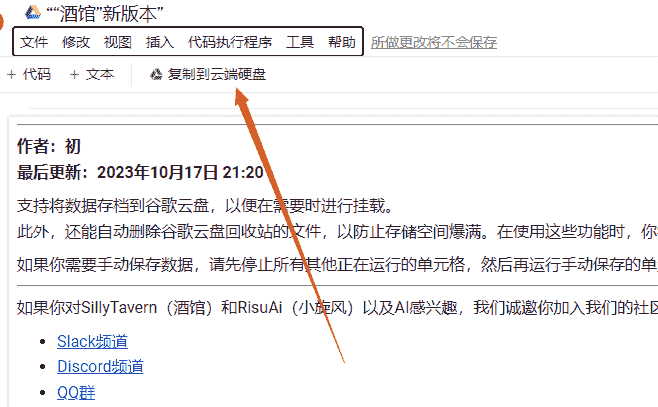 ““酒馆”新版本”
文件 修改 视图 插入 代码执行程序 工具 帮助 所做更改将不会保存
+ 代码 + 文本 复制到云端硬盘
作者：初
最后更新：2023年10月17日 21:20
支持将数据存档到谷歌云盘，以便在需要时进行挂载。
此外，还能自动删除谷歌云盘回收站的文件，以防止存储空间爆满。在使用这些功能时，你
如果你需要手动保存数据，请先停止所有其他正在运行的单元格，然后再运行手动保存的单
如果你对SillyTavern（酒馆）和RisuAi（小旋风）以及AI感兴趣，我们诚邀你加入我们的社区
Slack频道
Discord频道
QQ群